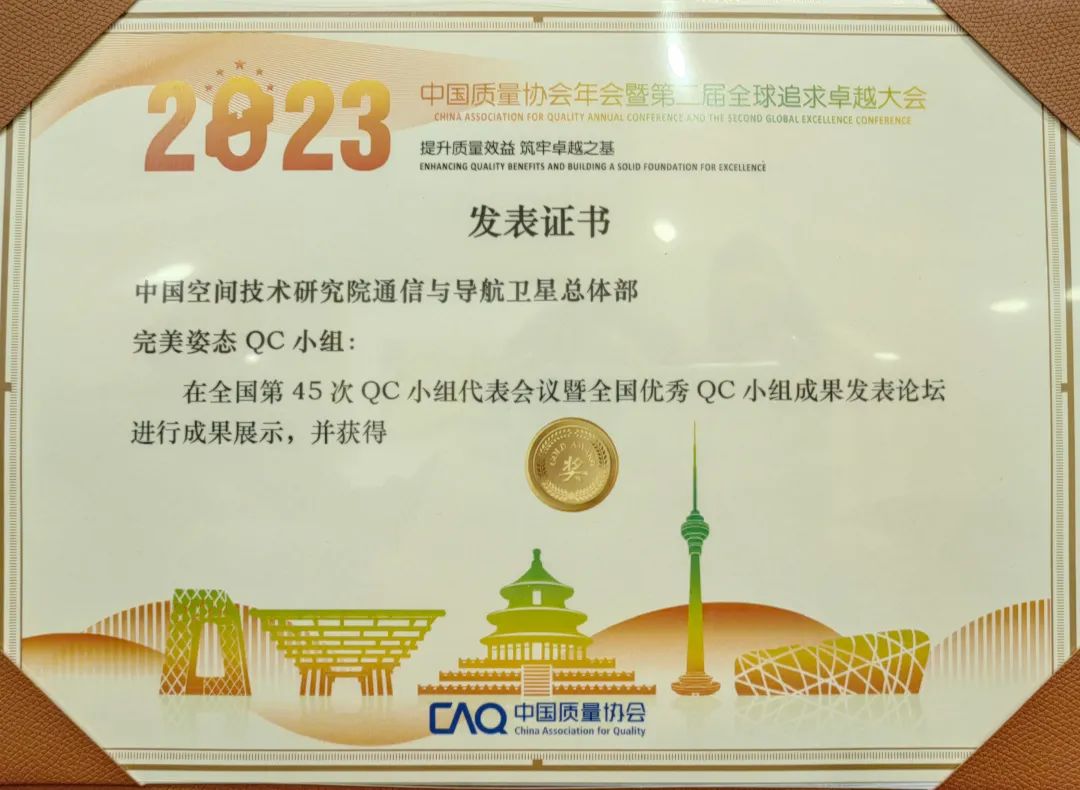 2023
中国质量协会年会暨第二届全球追求卓越大会
CHINA ASSOCIATION FOR QUALITY ANNUAL CONFERENCE AND THE SECOND GLOBAL EXCELLENCE CONFERENCE
提升质量效益 筑牢卓越之基
ENHANCING QUALITY BENEFITS AND BUILDING A SOLID FOUNDATION FOR EXCELLENCE
发表证书
中国空间技术研究院通信与导航卫星总体部
完美姿态 QC 小组：
在全国第 45 次 QC 小组代表会议暨全国优秀 QC 小组成果发表论坛
进行成果展示，并获得
GOLD AWARD
奖
CAQ 中国质量协会
China Association for Quality